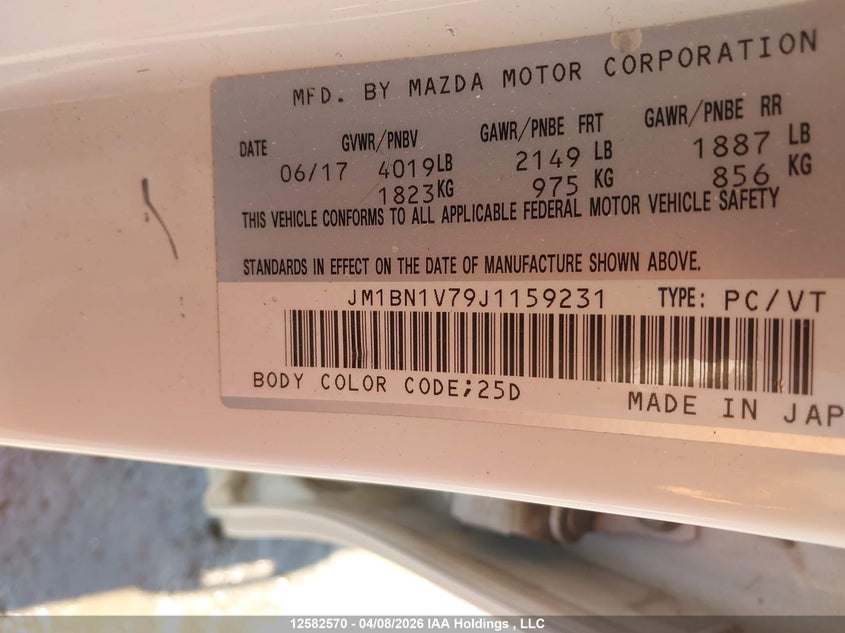 MFD. BY MAZDA MOTOR CORPORATION
DATE GVWR/PNBV GAWR/PNBE FRT GAWR/PNBE RR
06/17 4019LB 2149 LB 1887 LB
1823KG 975 KG 856 KG
THIS VEHICLE CONFORMS TO ALL APPLICABLE FEDERAL MOTOR VEHICLE SAFETY
STANDARDS IN EFFECT ON THE DATE OF MANUFACTURE SHOWN ABOVE.
JM1BN1V79J1159231 TYPE: PC/VT
BODY COLOR CODE;25D
MADE IN JAP
12582570 - 04/08/2026 IAA Holdings , LLC